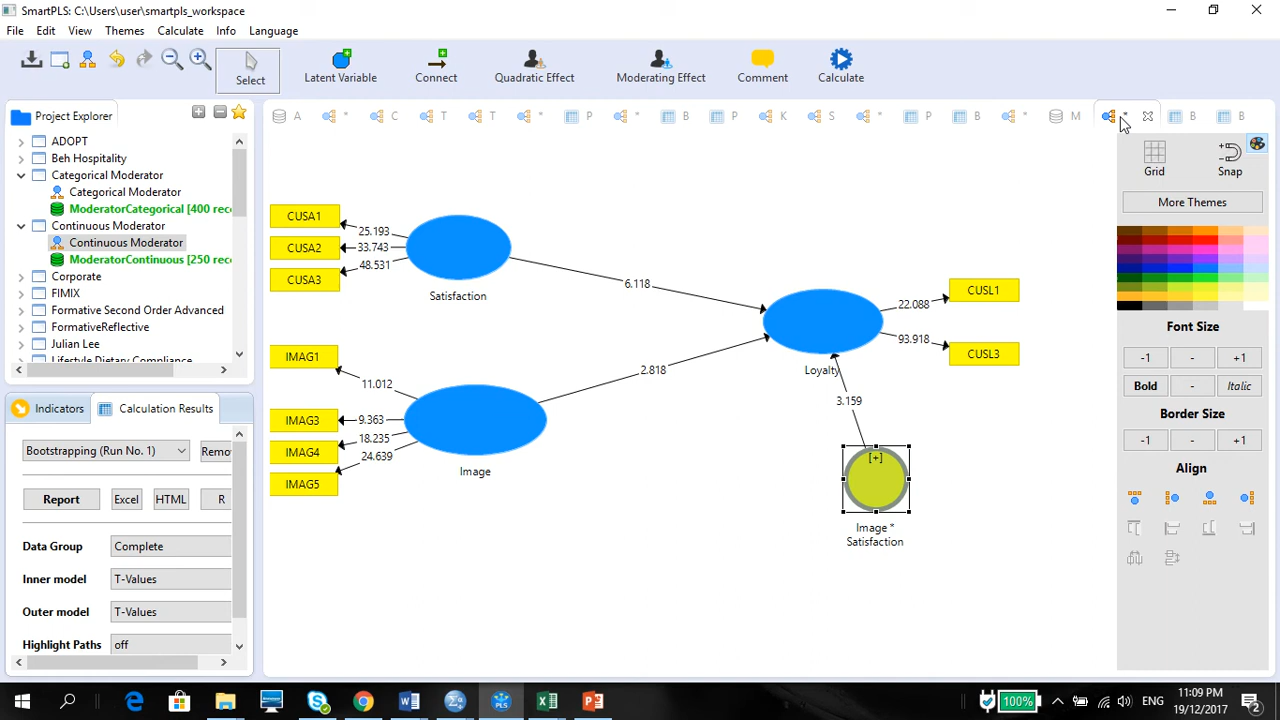 SmartPLS: C:\Users\user\smartpls_workspace
File Edit View Themes Calculate Info Language
Select
Latent Variable
Connect
Quadratic Effect
Moderating Effect
Comment
Calculate
Project Explorer
A * C T T * P * B P K S * P B * M * B B
ADOPT
Beh Hospitality
Categorical Moderator
Categorical Moderator
ModeratorCategorical [400 rec
Continuous Moderator
Continuous Moderator
ModeratorContinuous [250 rec
Corporate
FIMIX
Formative Second Order Advanced
FormativeReflective
Julian Lee
Lifestyle Dietary Compliance
Indicators
Calculation Results
Bootstrapping (Run No. 1)
Remo
Report
Excel
HTML
R
Data Group
Complete
Inner model
T-Values
Outer model
T-Values
Highlight Paths
off
CUSA1
CUSA2
CUSA3
25.193
33.743
48.531
Satisfaction
6.118
IMAG1
IMAG3
IMAG4
IMAG5
11.012
9.363
18.235
24.639
Image
2.818
Loyalty
22.088
93.918
CUSL1
CUSL3
3.159
[+]
Image *
Satisfaction
Grid
Snap
More Themes
Font Size
-1 - +1
Bold - Italic
Border Size
-1 - +1
Align
100%
ENG
11:09 PM
19/12/2017
2